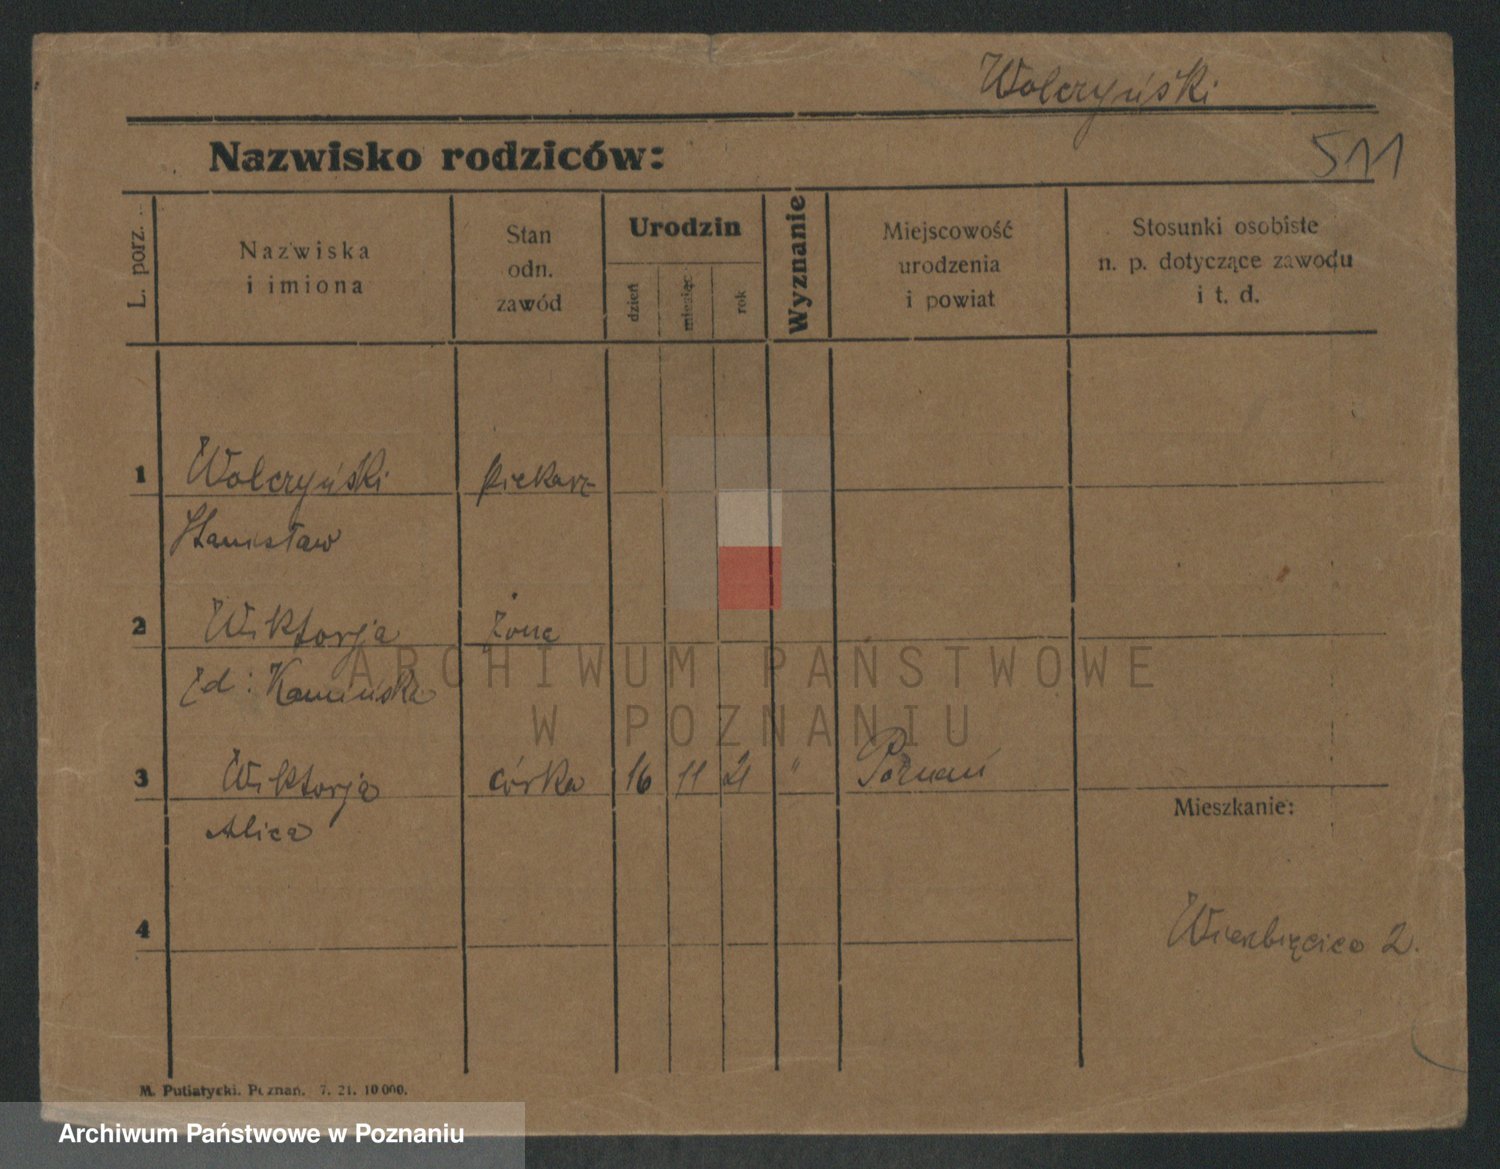 Wolczyński
511
Nazwisko rodziców:
L. porz.
Nazwiska
i imiona
Stan
odn.
zawód
Urodzin
dzień
miesiąc
rok
Wyznanie
Miejscowość
urodzenia
i powiat
Stosunki osobiste
n. p. dotyczące zawodu
i t. d.
1 Wolczyński piekarz
Stanisław
2 Wiktorja żona
zd: Kamińska
ARCHIWUM PAŃSTWOWE
W POZNANIU
3 Wiktorja córka 16 11 21 " Poznań
Alica
Mieszkanie:
4
Wierzbięcice 2.
M. Putiatycki. Poznań. 7. 21. 10 000.
Archiwum Państwowe w Poznaniu